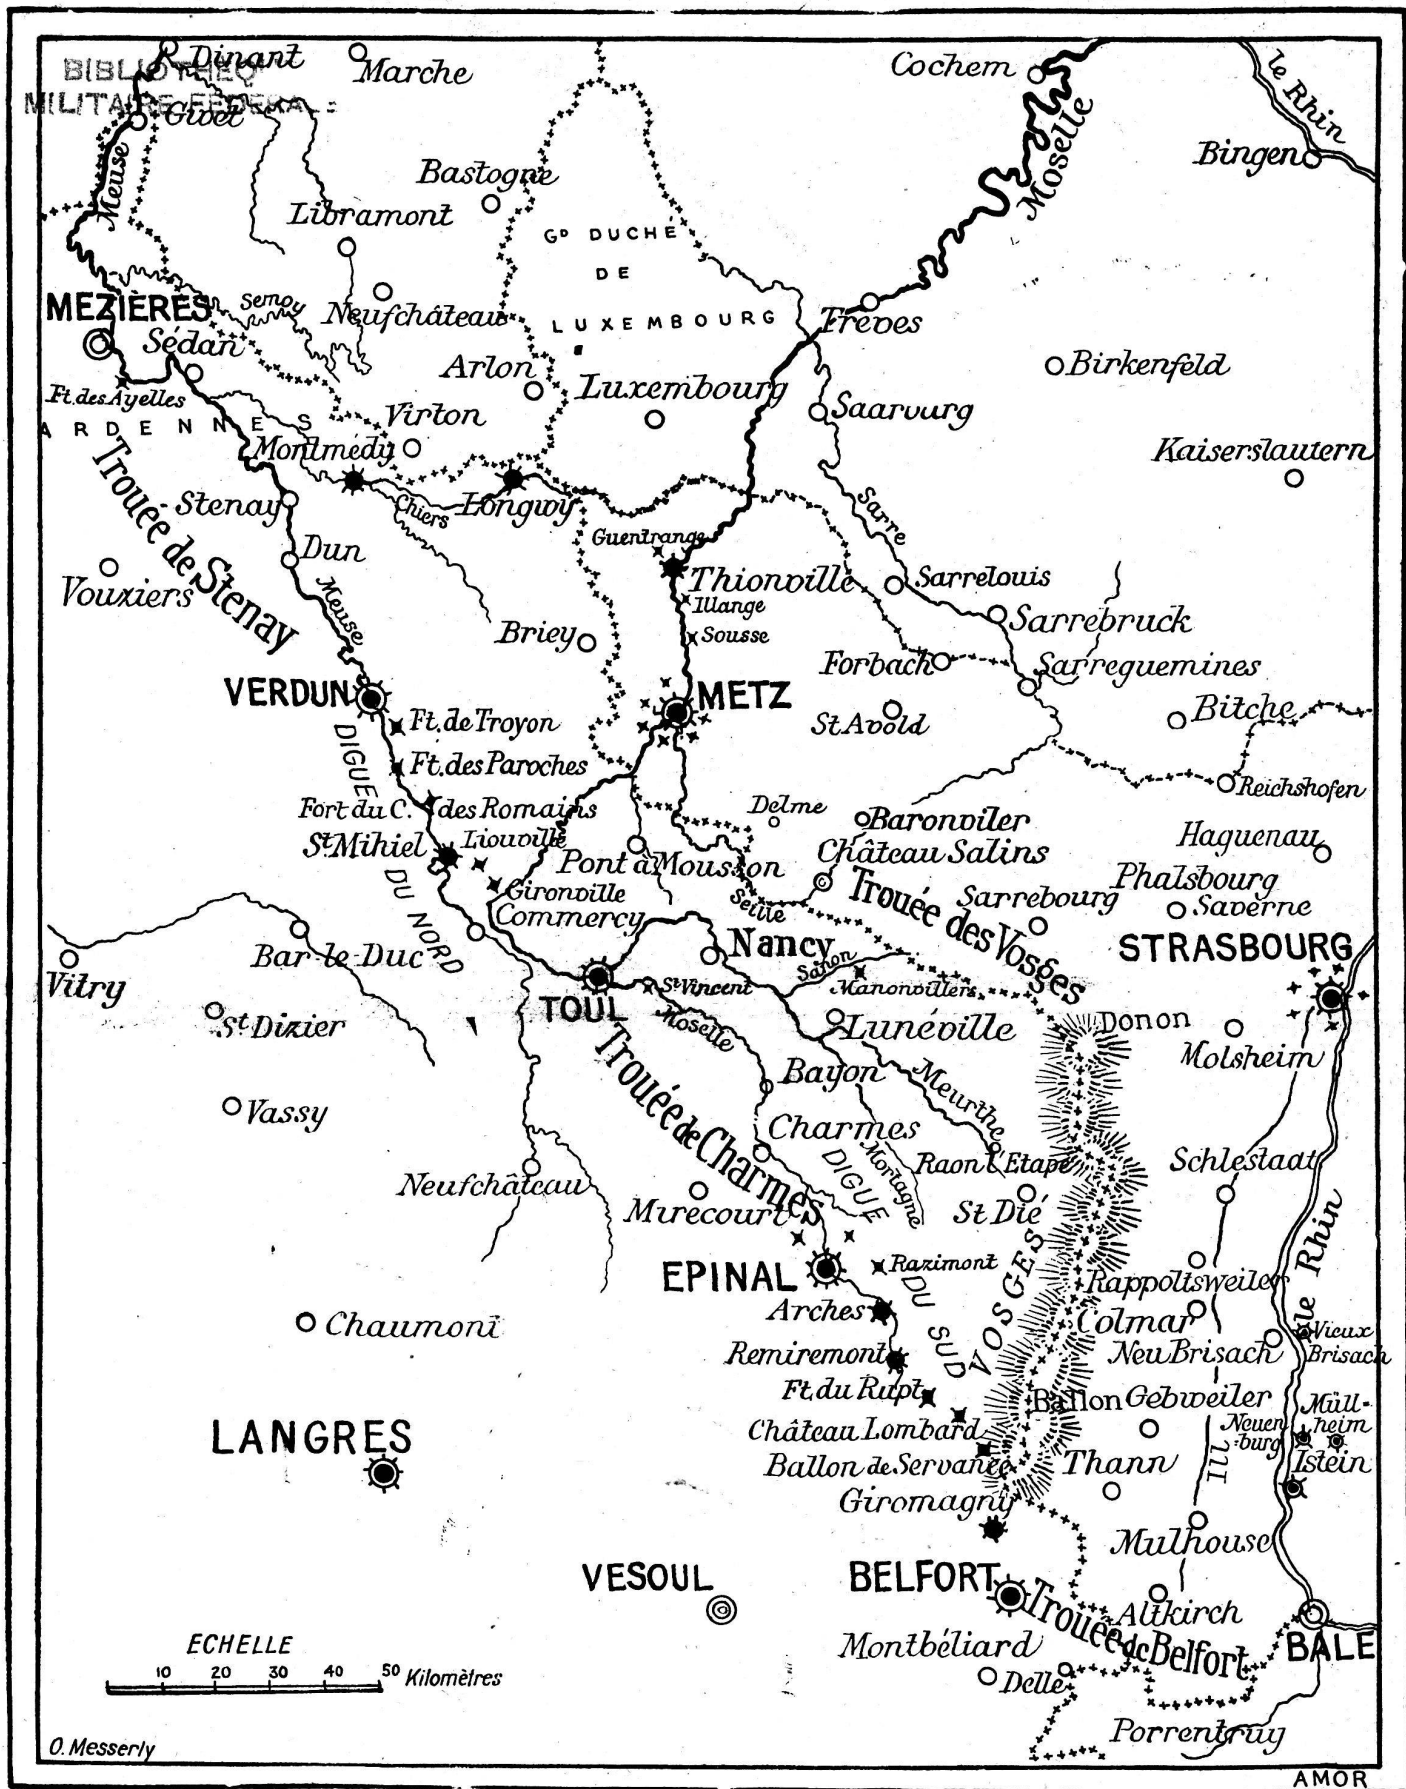 BIBLIOTHEQ
MILITAIRE FEDERALE
Dinant
Marche
Cochem
le Rhin
Givet
Meuse
Moselle
Bingen
Bastogne
Libramont
Gᴰ DUCHÉ
DE
LUXEMBOURG
MEZIÈRES
Semoy
Neufchâteau
Trèves
Sédan
Arlon
Luxembourg
Birkenfeld
Ft. des Ayelles
ARDENNES
Virton
Saarburg
Montmédy
Kaiserslautern
Trouée de Stenay
Stenay
Chiers
Longwy
Sarre
Guentrange
Dun
Thionville
Sarrelouis
Vouxiers
Meuse
Illange
Briey
Sousse
Sarrebruck
Forbach
Sarreguemines
VERDUN
METZ
St Avold
Bitche
Ft. de Troyon
DIGUE DU NORD
Ft. des Paroches
Reichshofen
Fort du C. des Romains
Delme
Baronviler
Haguenau
St. Mihiel
Liouville
Pont à Mousson
Château Salins
Phalsbourg
Gironville
Seille
Trouée des Vosges
Sarrebourg
Saverne
Commercy
Nancy
STRASBOURG
Bar le Duc
Sanon
Vitry
TOUL
St Vincent
Manonvillers
St. Dizier
Moselle
Lunéville
Donon
Molsheim
Trouée de Charmes
Bayon
Meurthe
Vassy
Charmes
Mortagne
Raon l'Etape
Schlestadt
Neufchâteau
Mirecourt
DIGUE DU SUD
St Dié
le Rhin
EPINAL
Razimont
VOSGES
Rappoltsweiler
Arches
Colmar
Chaumont
Vieux
Brisach
Remiremont
Neu Brisach
Ft. du Rupt
Ballon Gebweiler
Müll-
heim
LANGRES
Château Lombard
Neuen
-burg
Ballon de Servance
Thann
Ill
Istein
Giromagny
Mulhouse
VESOUL
BELFORT
Trouée de Belfort
Altkirch
Montbéliard
BALE
ECHELLE
10 20 30 40 50 Kilomètres
Delle
Porrentruy
O. Messerly
AMOR